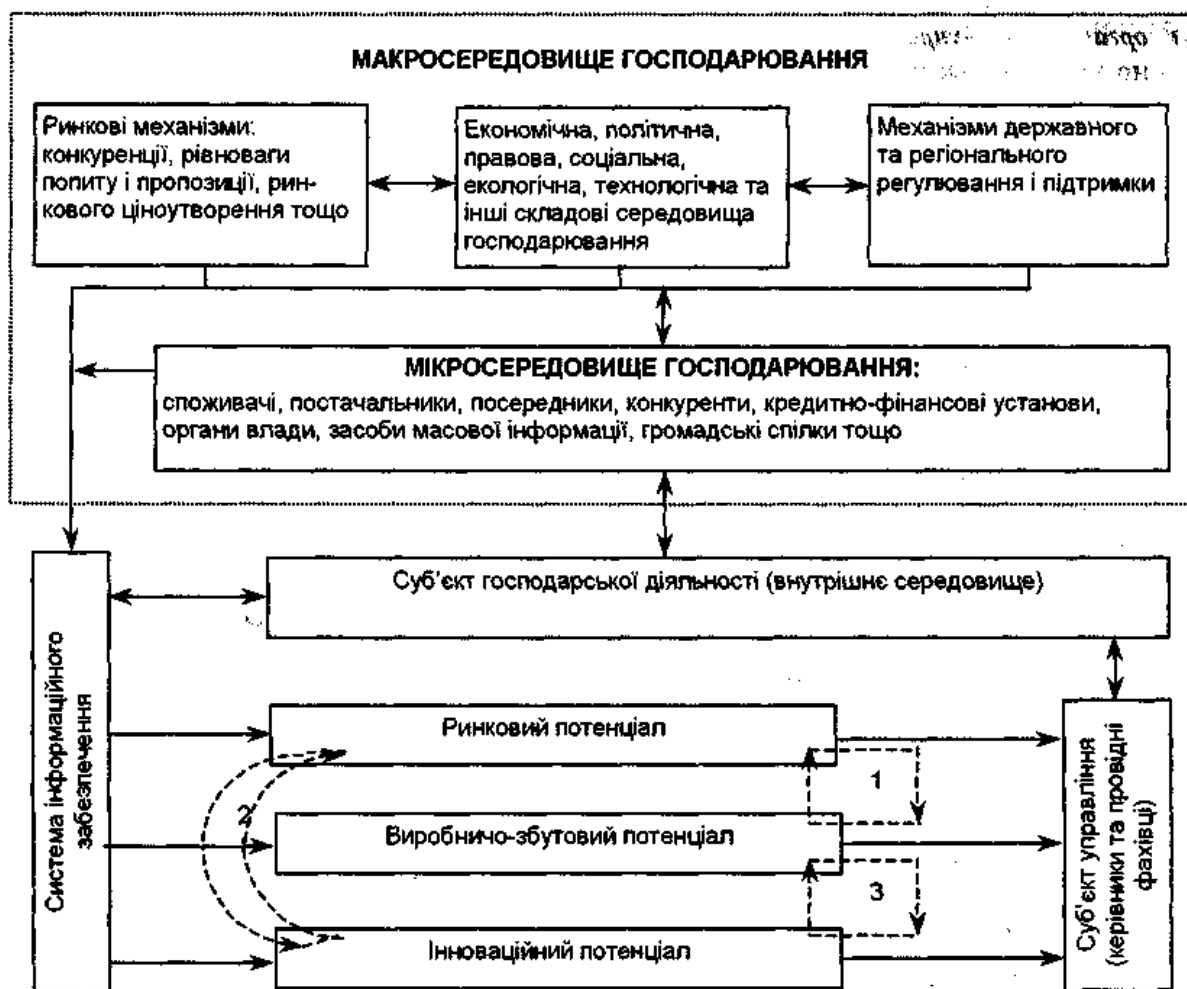 МАКРОСЕРЕДОВИЩЕ ГОСПОДАРЮВАННЯ
Ринкові механізми:
конкуренції, рівноваги
попиту і пропозиції, рин-
кового ціноутворення тощо
Економічна, політична,
правова, соціальна,
екологічна, технологічна та
інші складові середовища
господарювання
Механізми державного
та регіонального
регулювання і підтримки
МІКРОСЕРЕДОВИЩЕ ГОСПОДАРЮВАННЯ:
споживачі, постачальники, посередники, конкуренти, кредитно-фінансові установи,
органи влади, засоби масової інформації, громадські спілки тощо
Суб'єкт господарської діяльності (внутрішнє середовище)
Система інформаційного
забезпечення
Ринковий потенціал
1
2
Виробничо-збутовий потенціал
3
Інноваційний потенціал
Суб'єкт управління
(керівники та провідні
фахівці)